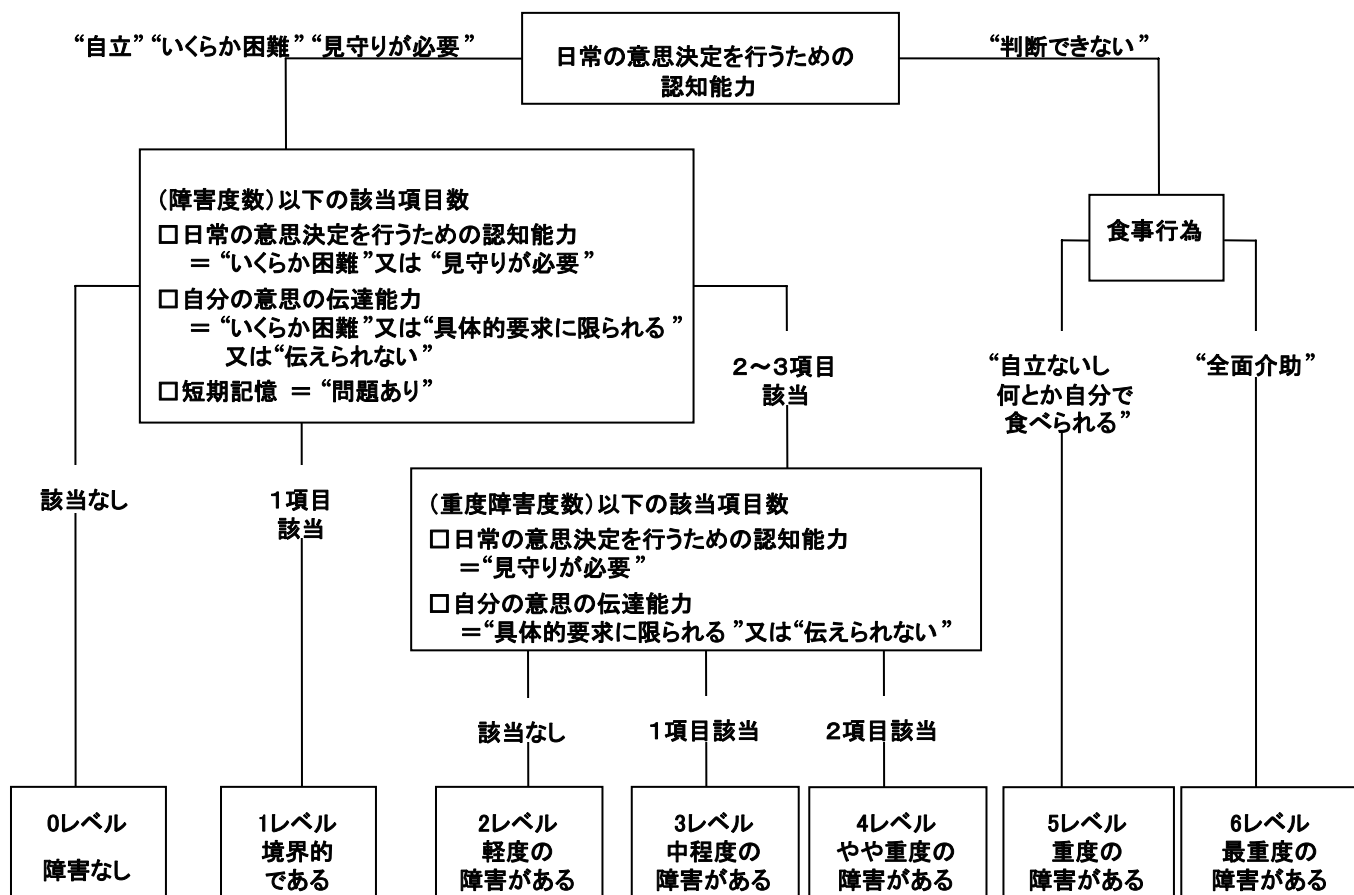 “自立” “いくらか困難” “見守りが必要”
日常の意思決定を行うための
認知能力
“判断できない”
(障害度数)以下の該当項目数
□日常の意思決定を行うための認知能力
＝“いくらか困難”又は “見守りが必要”
□自分の意思の伝達能力
＝“いくらか困難”又は“具体的要求に限られる”
又は“伝えられない”
□短期記憶 ＝ “問題あり”
食事行為
２～３項目
該当
“自立ないし
何とか自分で
食べられる”
“全面介助”
該当なし
１項目
該当
(重度障害度数)以下の該当項目数
□日常の意思決定を行うための認知能力
＝“見守りが必要”
□自分の意思の伝達能力
＝“具体的要求に限られる”又は“伝えられない”
該当なし
１項目該当
２項目該当
0レベル
障害なし
1レベル
境界的
である
2レベル
軽度の
障害がある
3レベル
中程度の
障害がある
4レベル
やや重度の
障害がある
5レベル
重度の
障害がある
6レベル
最重度の
障害がある